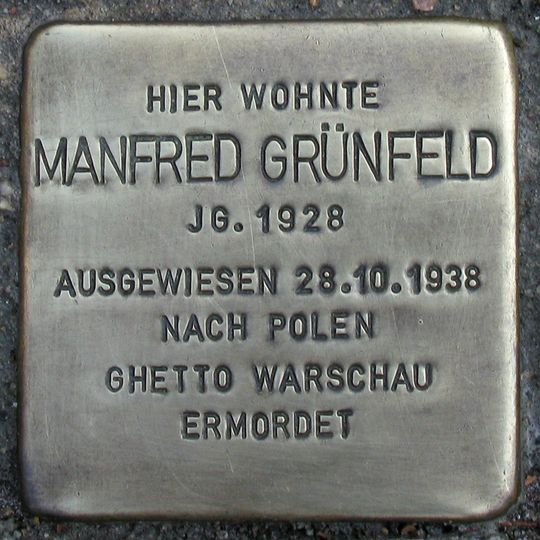 HIER WOHNTE
MANFRED GRÜNFELD
JG. 1928
AUSGEWIESEN 28.10.1938
NACH POLEN
GHETTO WARSCHAU
ERMORDET